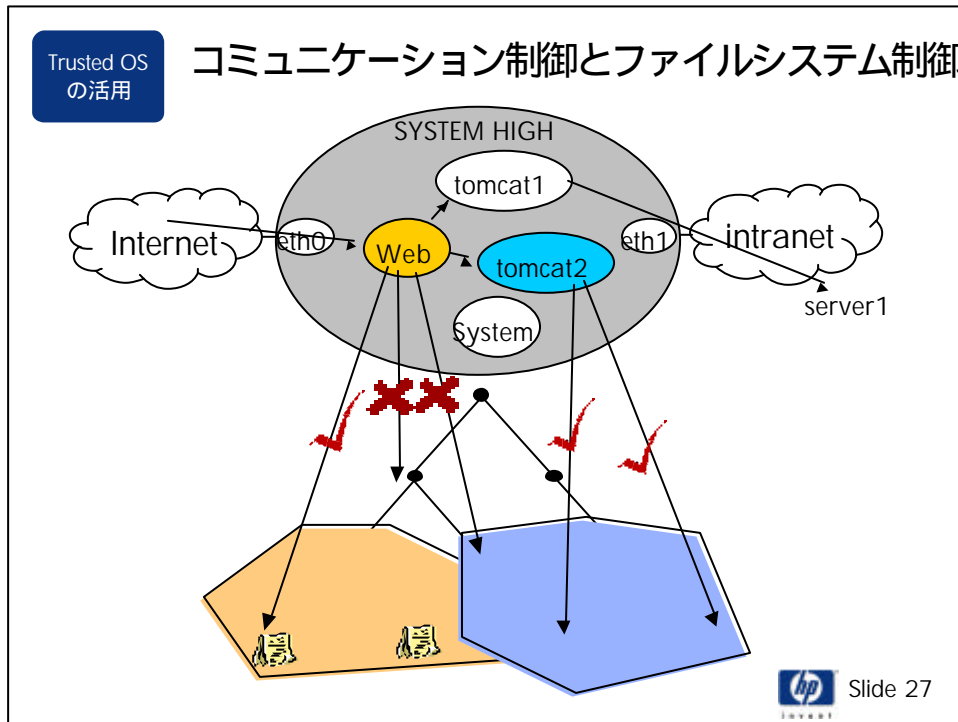 Trusted OS
の活用
コミュニケーション制御とファイルシステム制御
SYSTEM HIGH
tomcat1
Internet
eth0
Web
eth1
intranet
tomcat2
server1
System
hp
invent
Slide 27